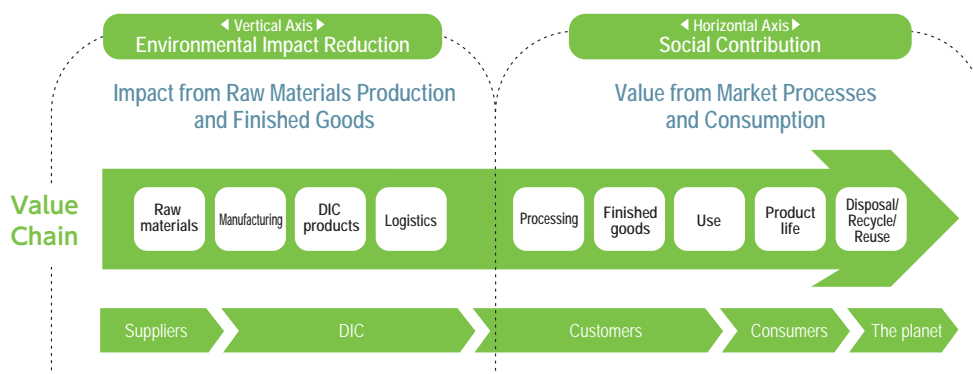 ◀ Vertical Axis ▶
Environmental Impact Reduction
◀ Horizontal Axis ▶
Social Contribution
Impact from Raw Materials Production
and Finished Goods
Value from Market Processes
and Consumption
Value
Chain
Raw
materials
Manufacturing
DIC
products
Logistics
Processing
Finished
goods
Use
Product
life
Disposal/
Recycle/
Reuse
Suppliers
DIC
Customers
Consumers
The planet